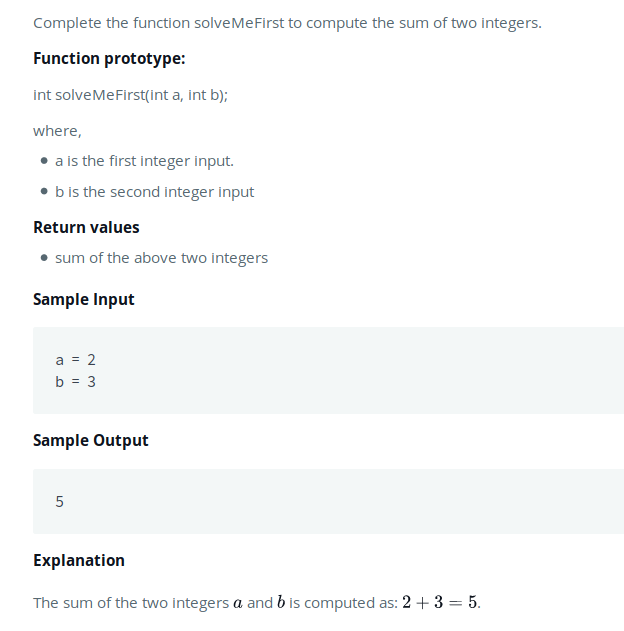 Complete the function solveMeFirst to compute the sum of two integers.
Function prototype:
int solveMeFirst(int a, int b);
where,
• a is the first integer input.
• b is the second integer input
Return values
• sum of the above two integers
Sample Input
a = 2
b = 3
Sample Output
5
Explanation
The sum of the two integers a and b is computed as: 2 + 3 = 5.